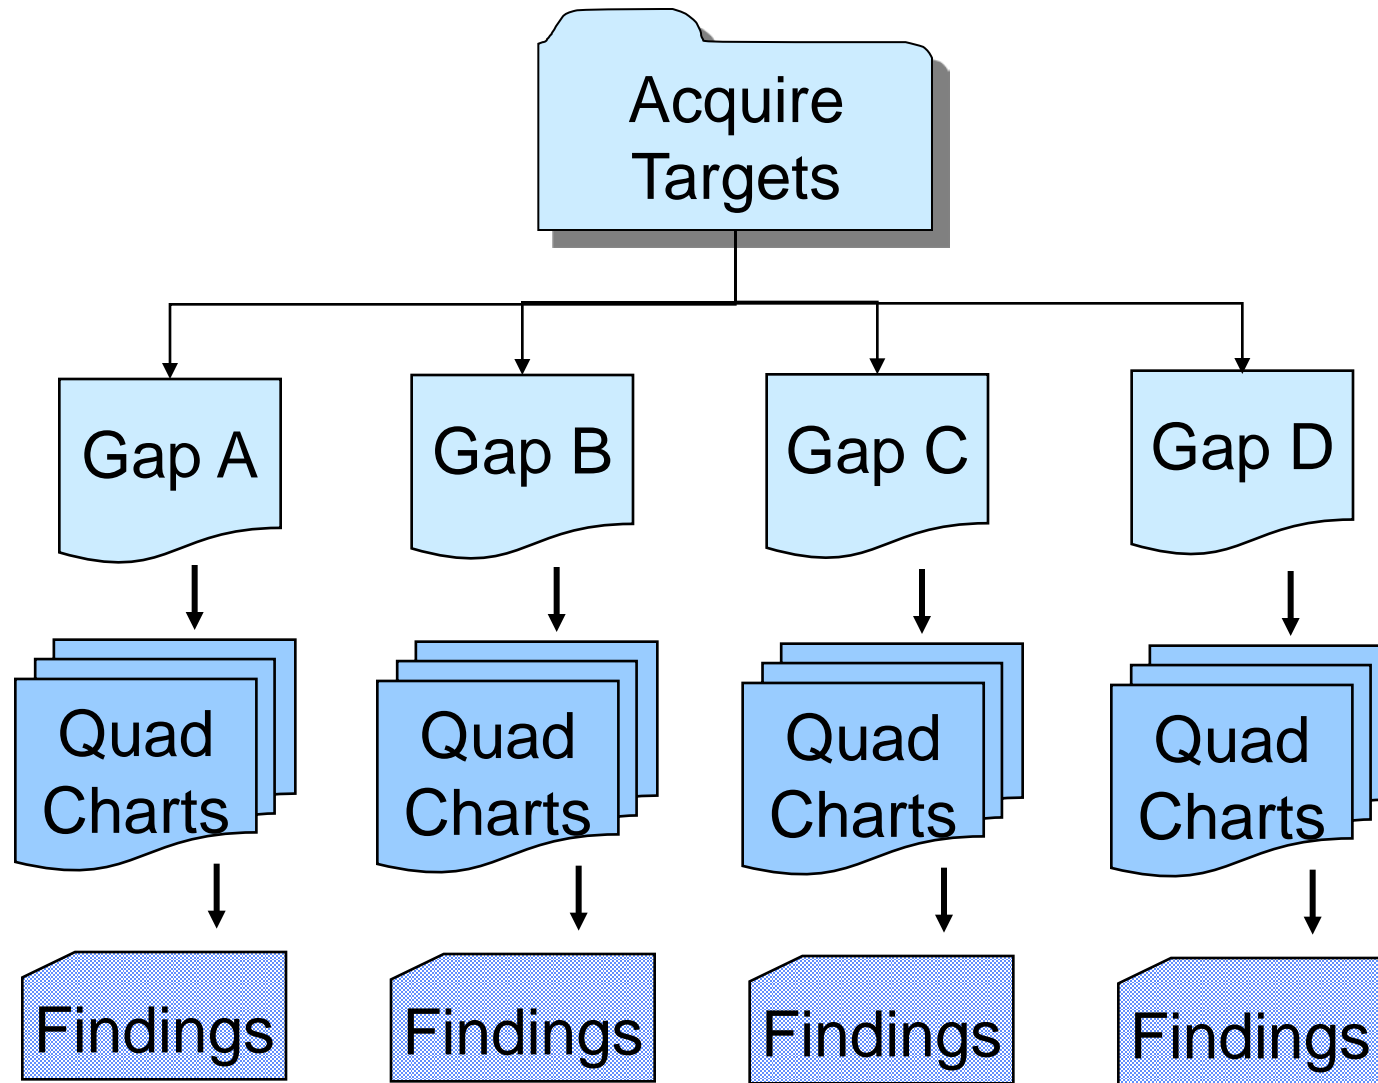 Acquire
Targets
Gap A
Gap B
Gap C
Gap D
Quad
Charts
Quad
Charts
Quad
Charts
Quad
Charts
Findings
Findings
Findings
Findings